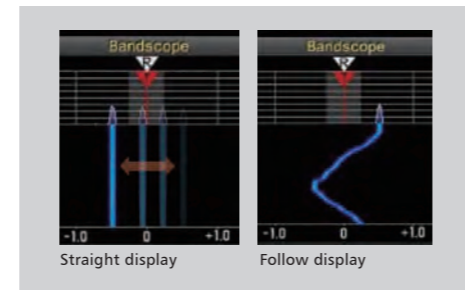 Bandscope
R
-1.0 0 +1.0
Straight display
Bandscope
R
-1.0 0 +1.0
Follow display